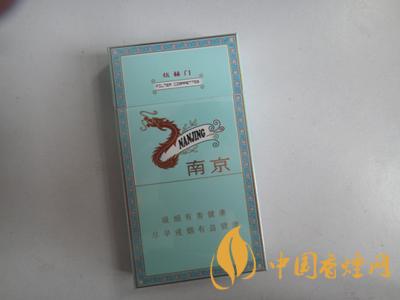 炫赫门
FILTER CIGARETTES
NANJING
南京
吸烟有害健康
尽早戒烟有益健康
中国香烟网